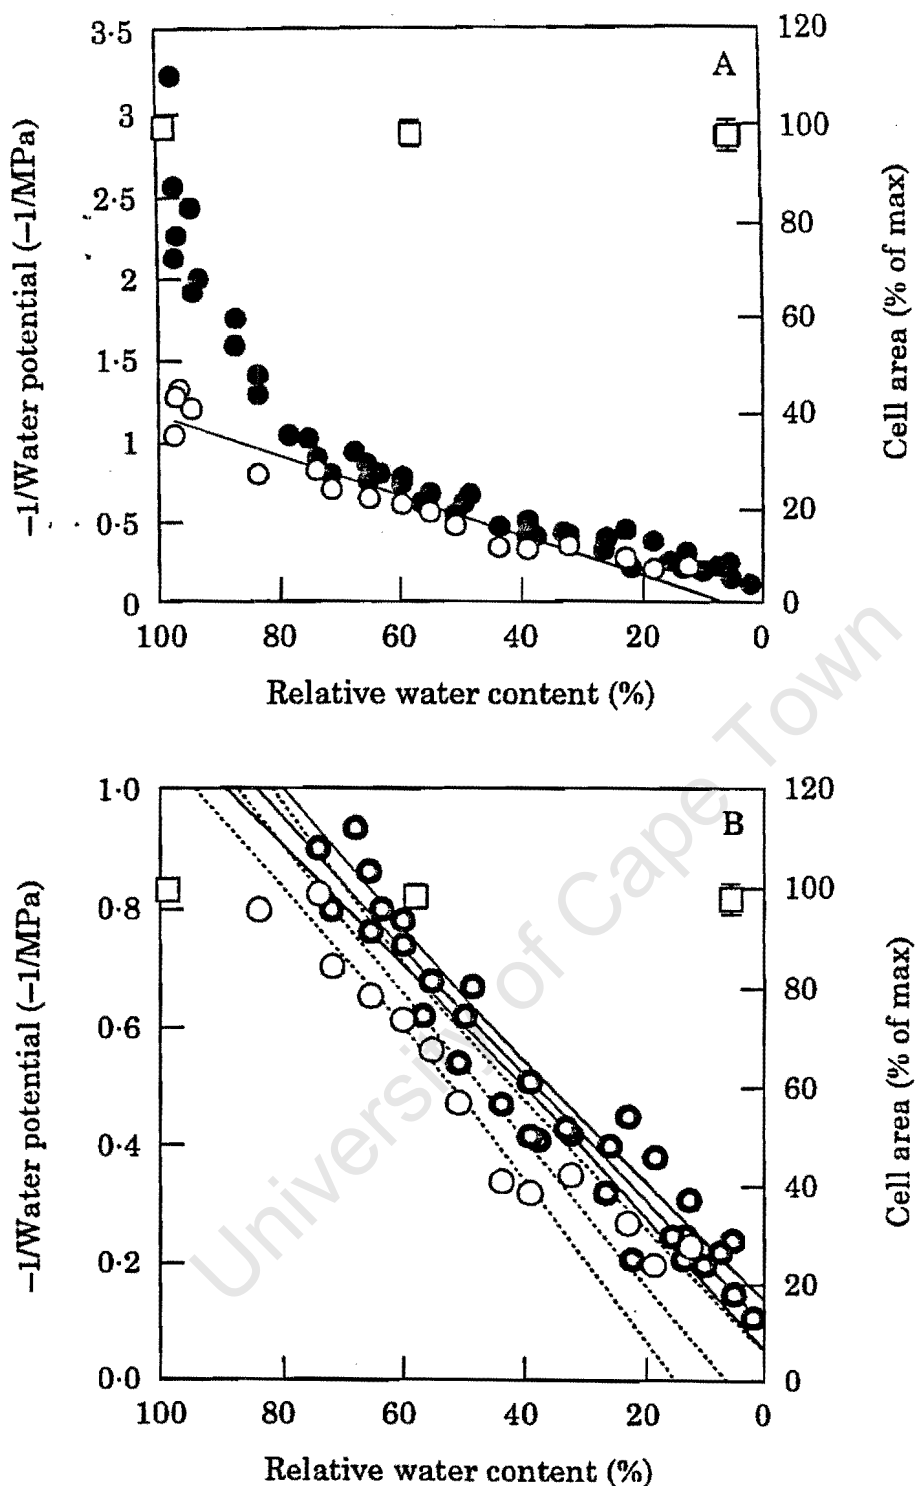 A
3·5
3
2·5
2
1·5
1
0·5
0
120
100
80
60
40
20
0
100 80 60 40 20 0
−1/Water potential (−1/MPa)
Cell area (% of max)
Relative water content (%)
B
1·0
0·8
0·6
0·4
0·2
0·0
120
100
80
60
40
20
0
100 80 60 40 20 0
−1/Water potential (−1/MPa)
Cell area (% of max)
Relative water content (%)
University of Cape Town